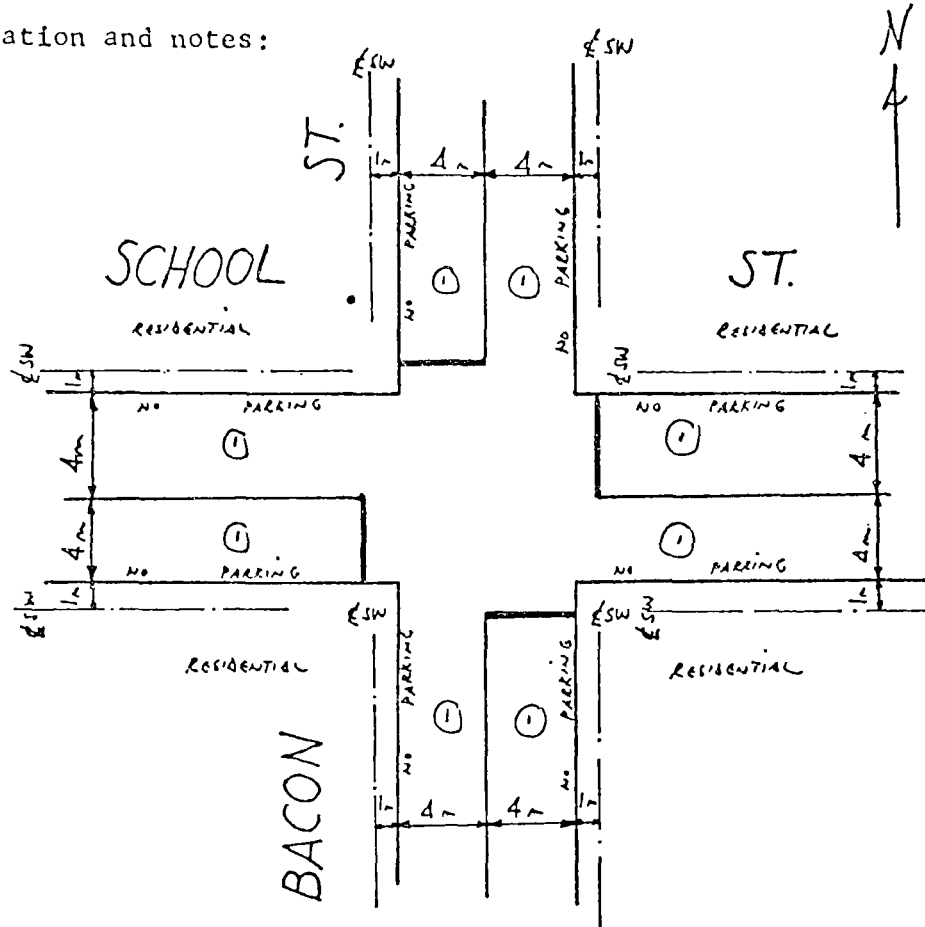 ation and notes:
N
℄ SW
℄ SW
ST.
1m
4m
4m
NO PARKING
NO PARKING
1
1
SCHOOL
ST.
RESIDENTIAL
RESIDENTIAL
℄ SW
℄ SW
1m
1m
NO PARKING
NO PARKING
4m
1
1
4m
4m
1
1
4m
NO PARKING
NO PARKING
1m
1m
℄ SW
℄ SW
℄ SW
℄ SW
RESIDENTIAL
RESIDENTIAL
NO PARKING
NO PARKING
1
1
BACON
1m
4m
4m
1m